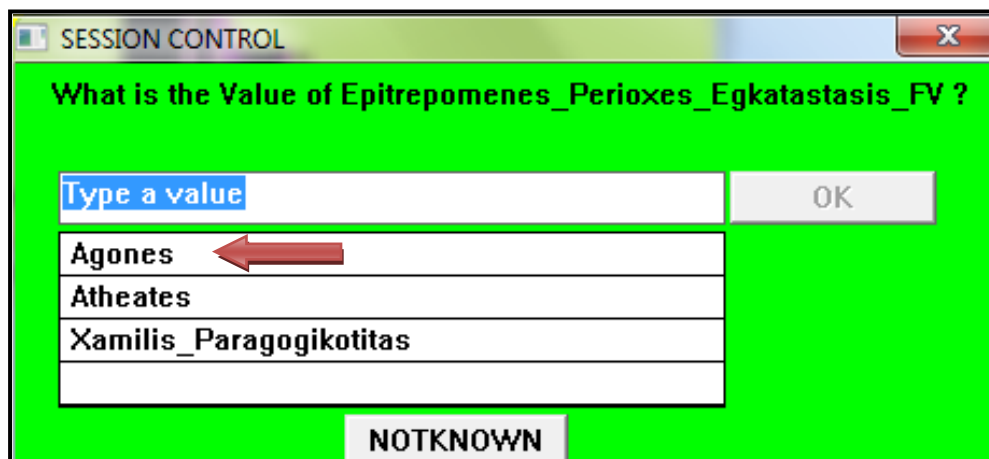 SESSION CONTROL
What is the Value of Epitrepomenes_Perioxes_Egkatastasis_FV ?
Type a value
OK
Agones
Atheates
Xamilis_Paragogikotitas
NOTKNOWN